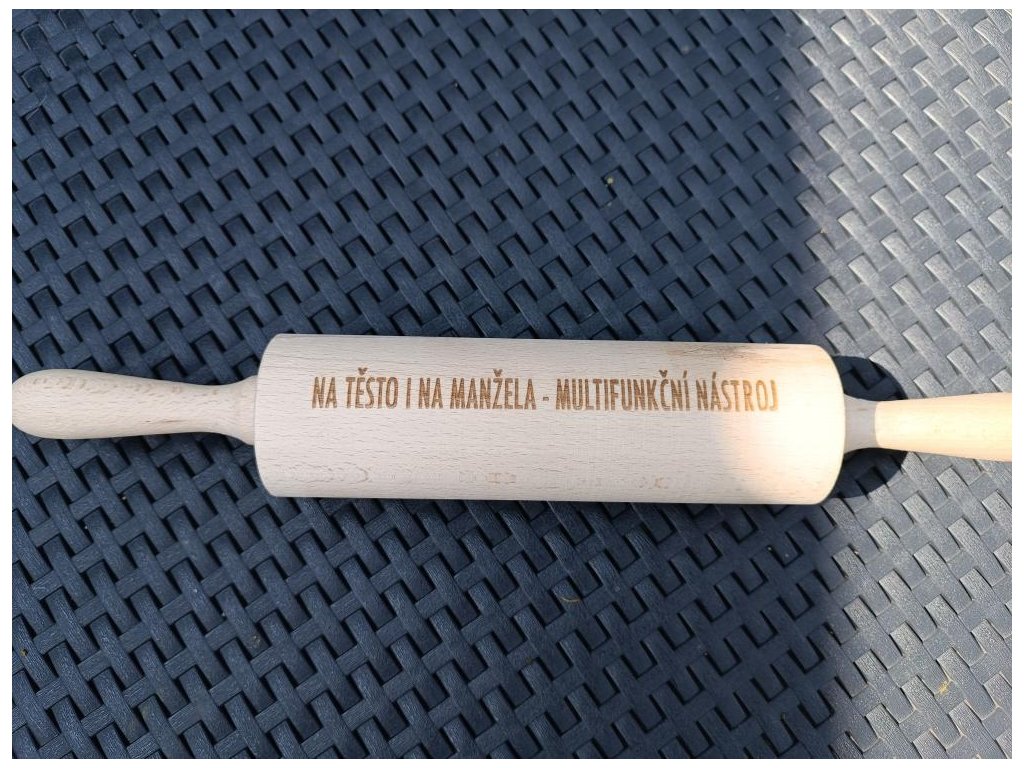 NA TĚSTO I NA MANŽELA - MULTIFUNKČNÍ NÁSTROJ